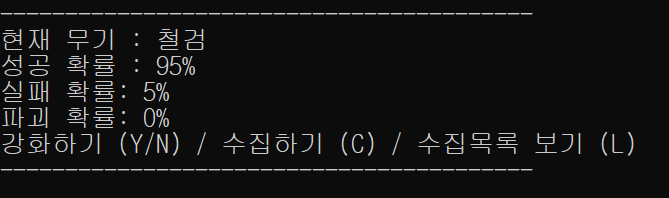 -----------------------------------------
현재 무기 : 철검
성공 확률 : 95%
실패 확률: 5%
파괴 확률: 0%
강화하기 (Y/N) / 수집하기 (C) / 수집목록 보기 (L)
-----------------------------------------